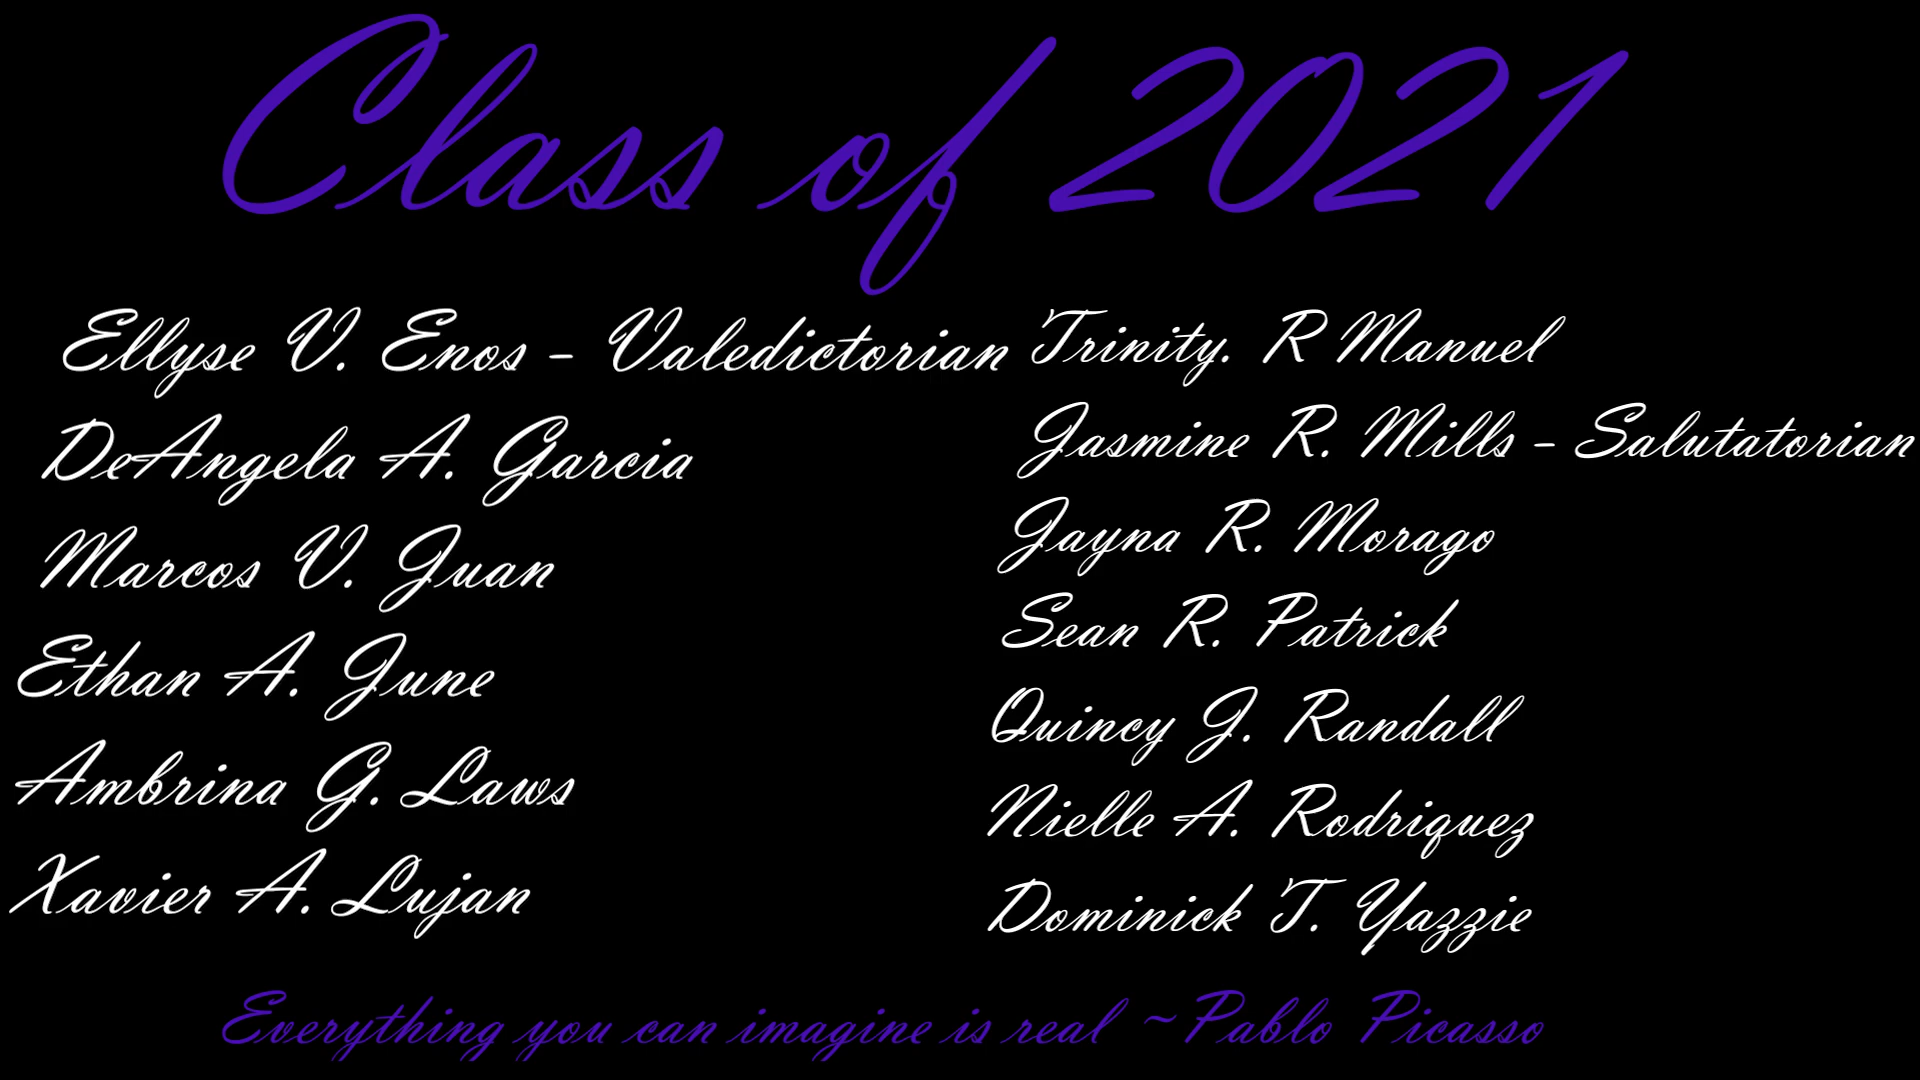 Class of 2021
Ellyse V. Enos - Valedictorian
DeAngela A. Garcia
Marcos V. Juan
Ethan A. June
Ambrina G. Laws
Xavier A. Lujan
Trinity. R Manuel
Jasmine R. Mills - Salutatorian
Jayna R. Morago
Sean R. Patrick
Quincy J. Randall
Nielle A. Rodriquez
Dominick T. Yazzie
Everything you can imagine is real ~Pablo Picasso